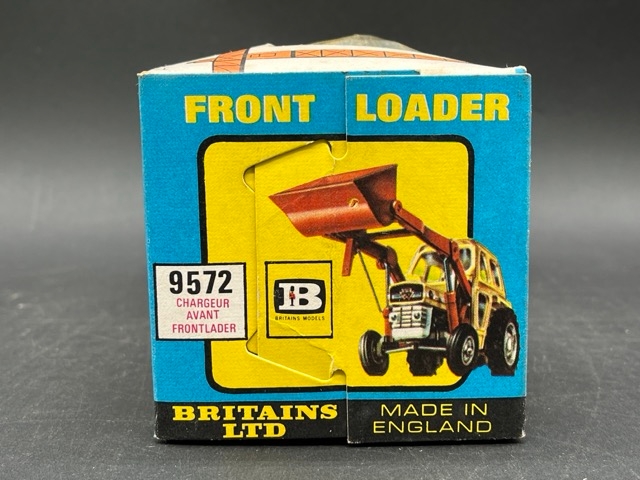 FRONT LOADER
9572
CHARGEUR
AVANT
FRONTLADER
B
BRITAINS MODELS
BRITAINS
LTD
MADE IN
ENGLAND